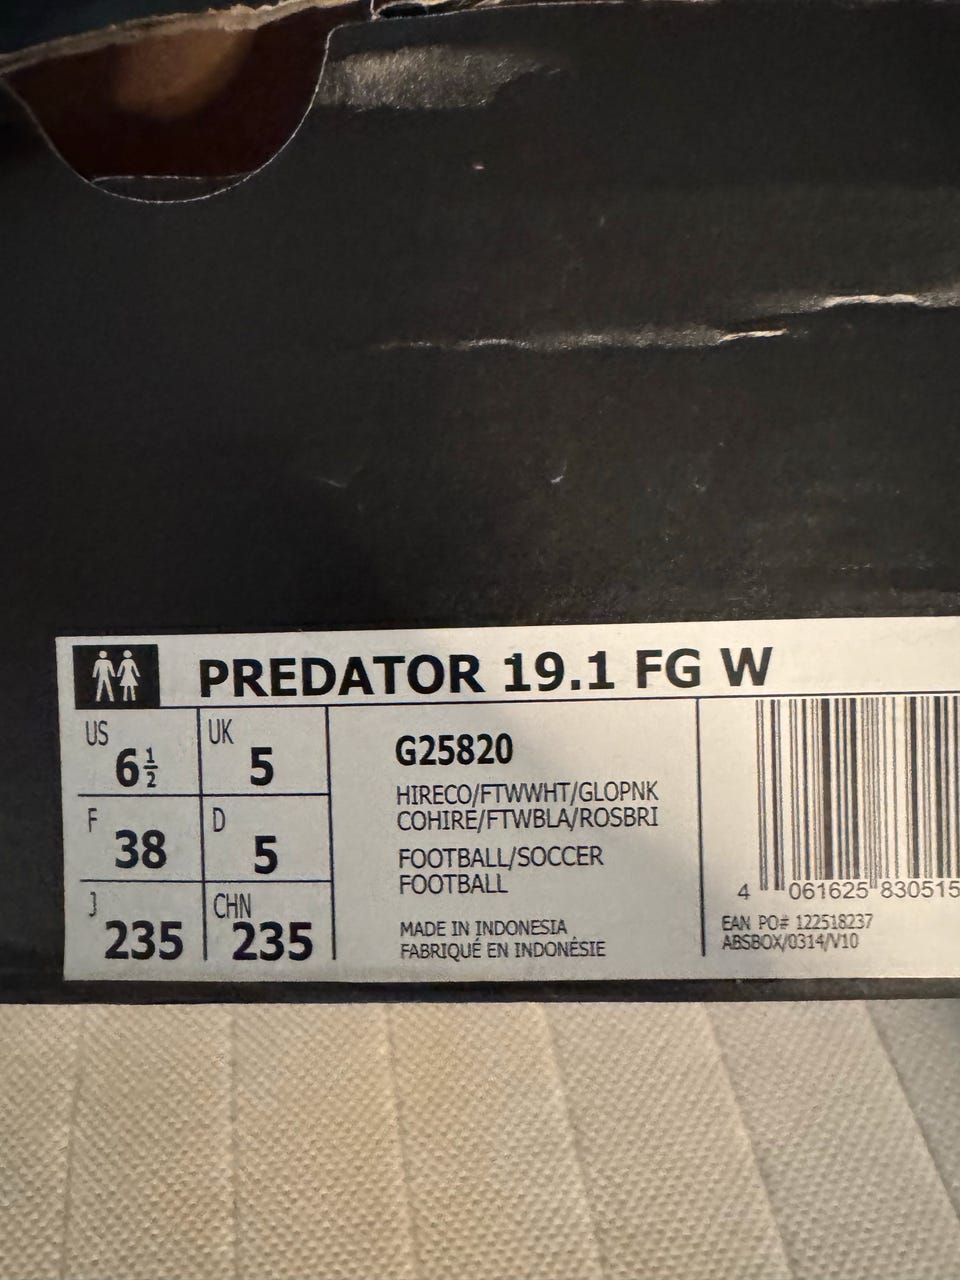 PREDATOR 19.1 FG W
US 6½ UK 5
F 38 D 5
J 235 CHN 235
G25820
HIRECO/FTWWHT/GLOPNK
COHIRE/FTWBLA/ROSBRI
FOOTBALL/SOCCER
FOOTBALL
MADE IN INDONESIA
FABRIQUÉ EN INDONÉSIE
4 061625 830515
EAN PO# 122518237
ABSBOX/0314/V10